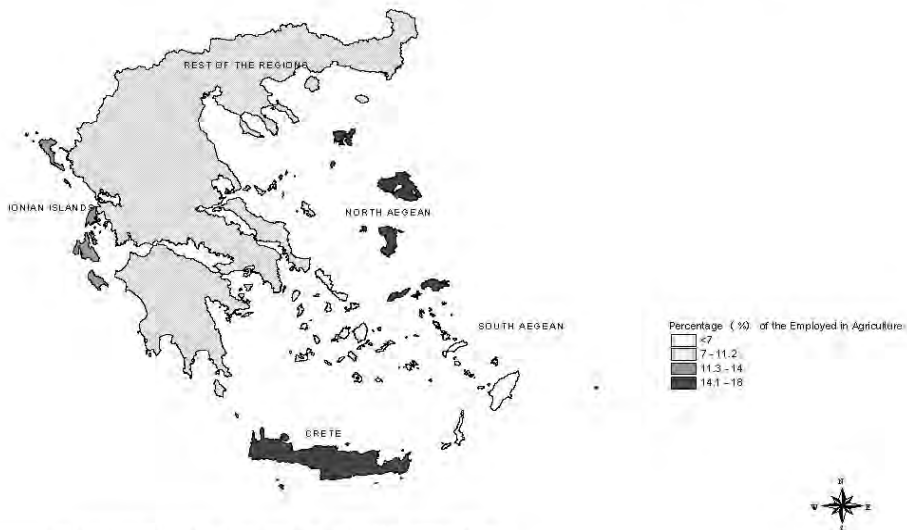 REST OF THE REGIONS
IONIAN ISLANDS
NORTH AEGEAN
SOUTH AEGEAN
CRETE
Percentage (%) of the Employed in Agriculture
<7
7-11.2
11.3-14
14.1-18
N
W E
S